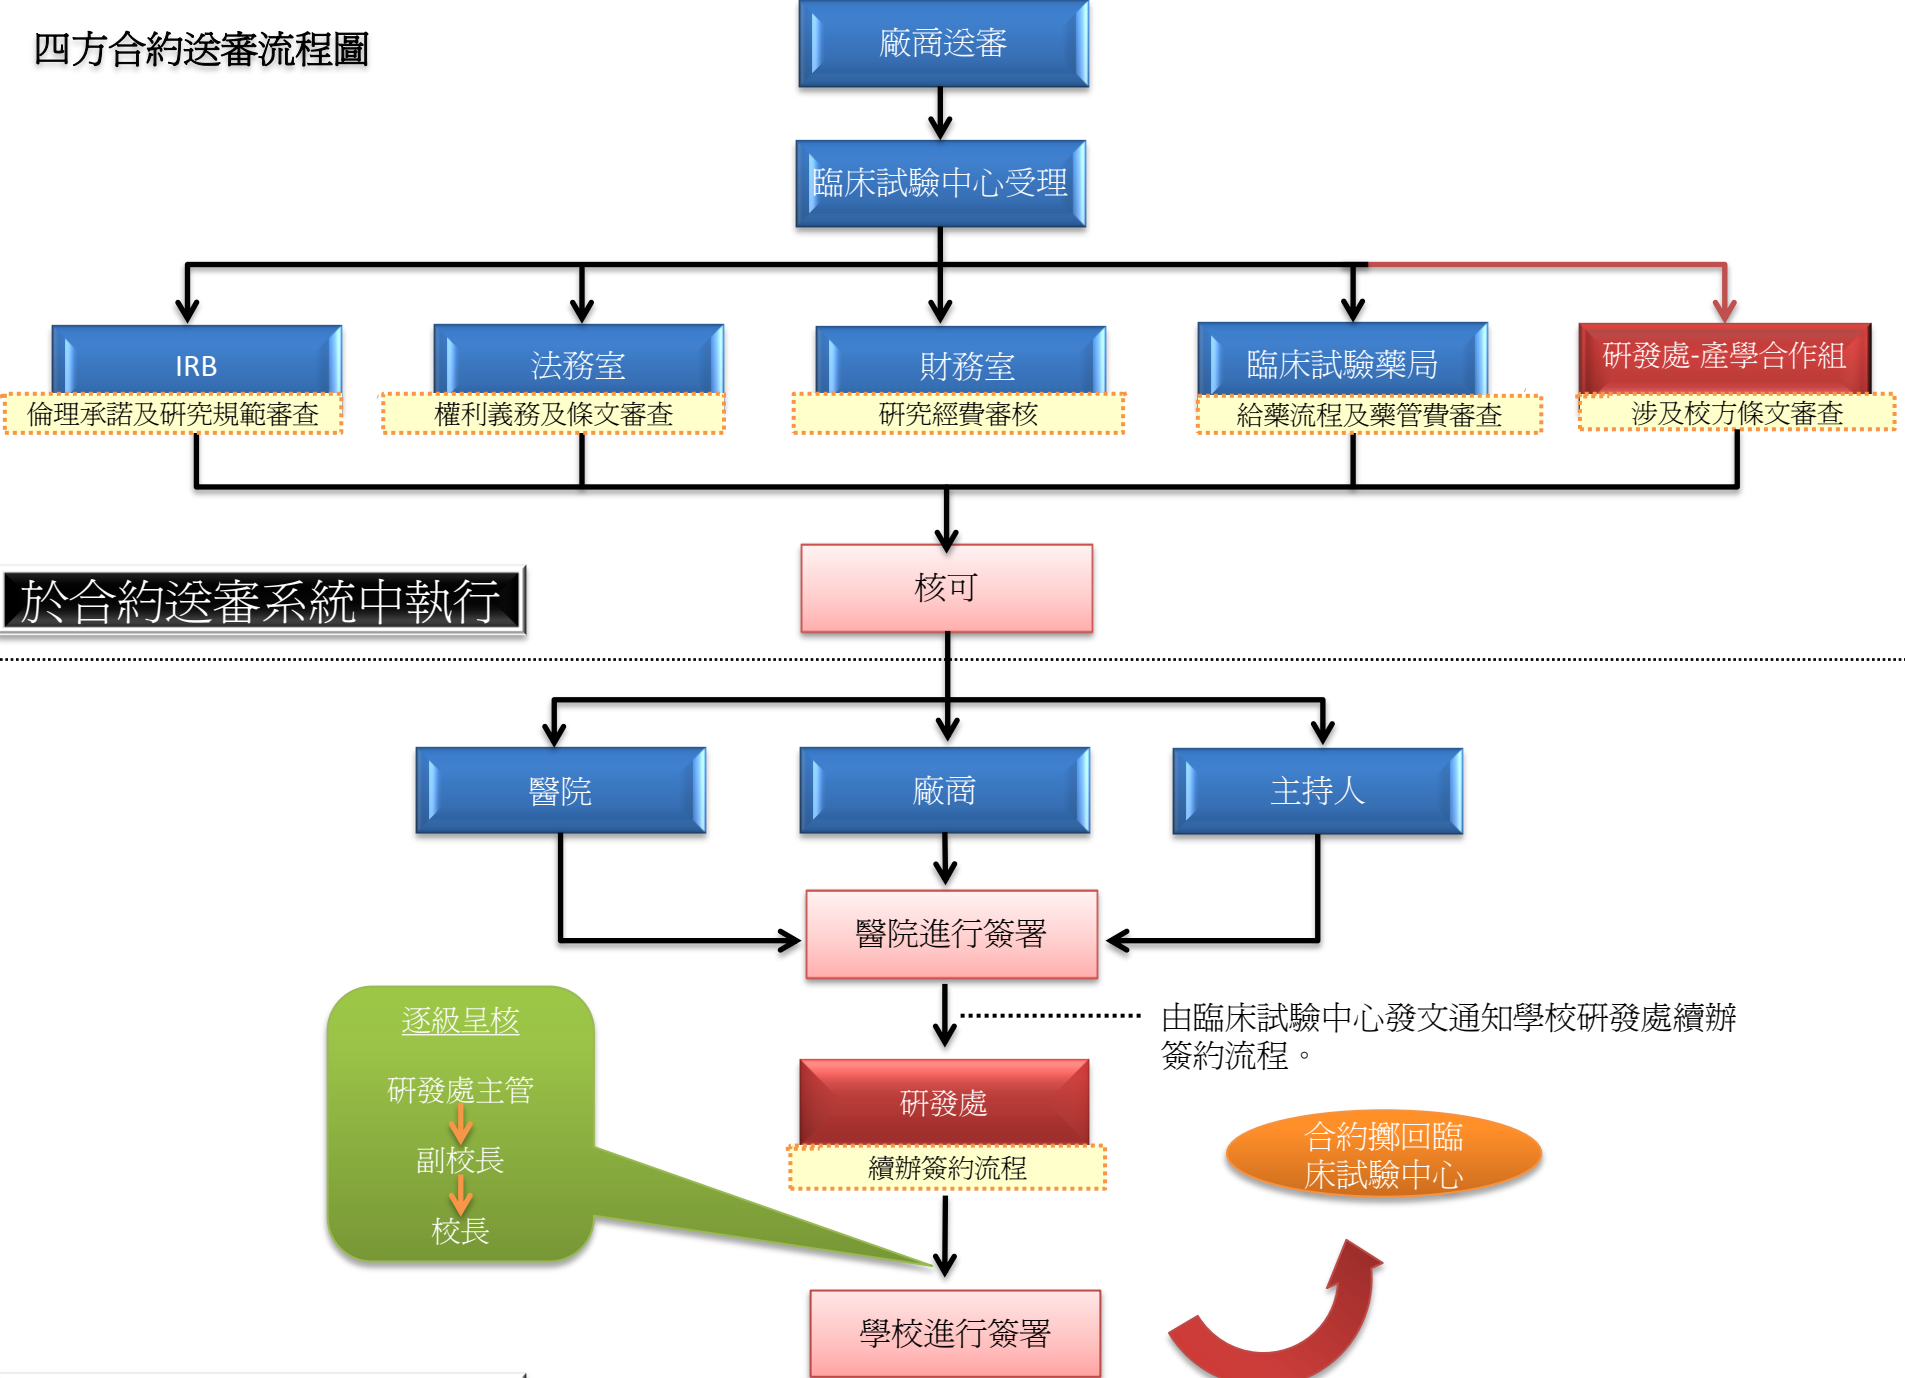 四方合約送審流程圖
廠商送審
臨床試驗中心受理
IRB
法務室
財務室
臨床試驗藥局
研發處-產學合作組
倫理承諾及研究規範審查
權利義務及條文審查
研究經費審核
給藥流程及藥管費審查
涉及校方條文審查
核可
於合約送審系統中執行
醫院
廠商
主持人
醫院進行簽署
由臨床試驗中心發文通知學校研發處續辦
簽約流程。
逐級呈核
研發處主管
副校長
校長
研發處
續辦簽約流程
合約擲回臨
床試驗中心
學校進行簽署